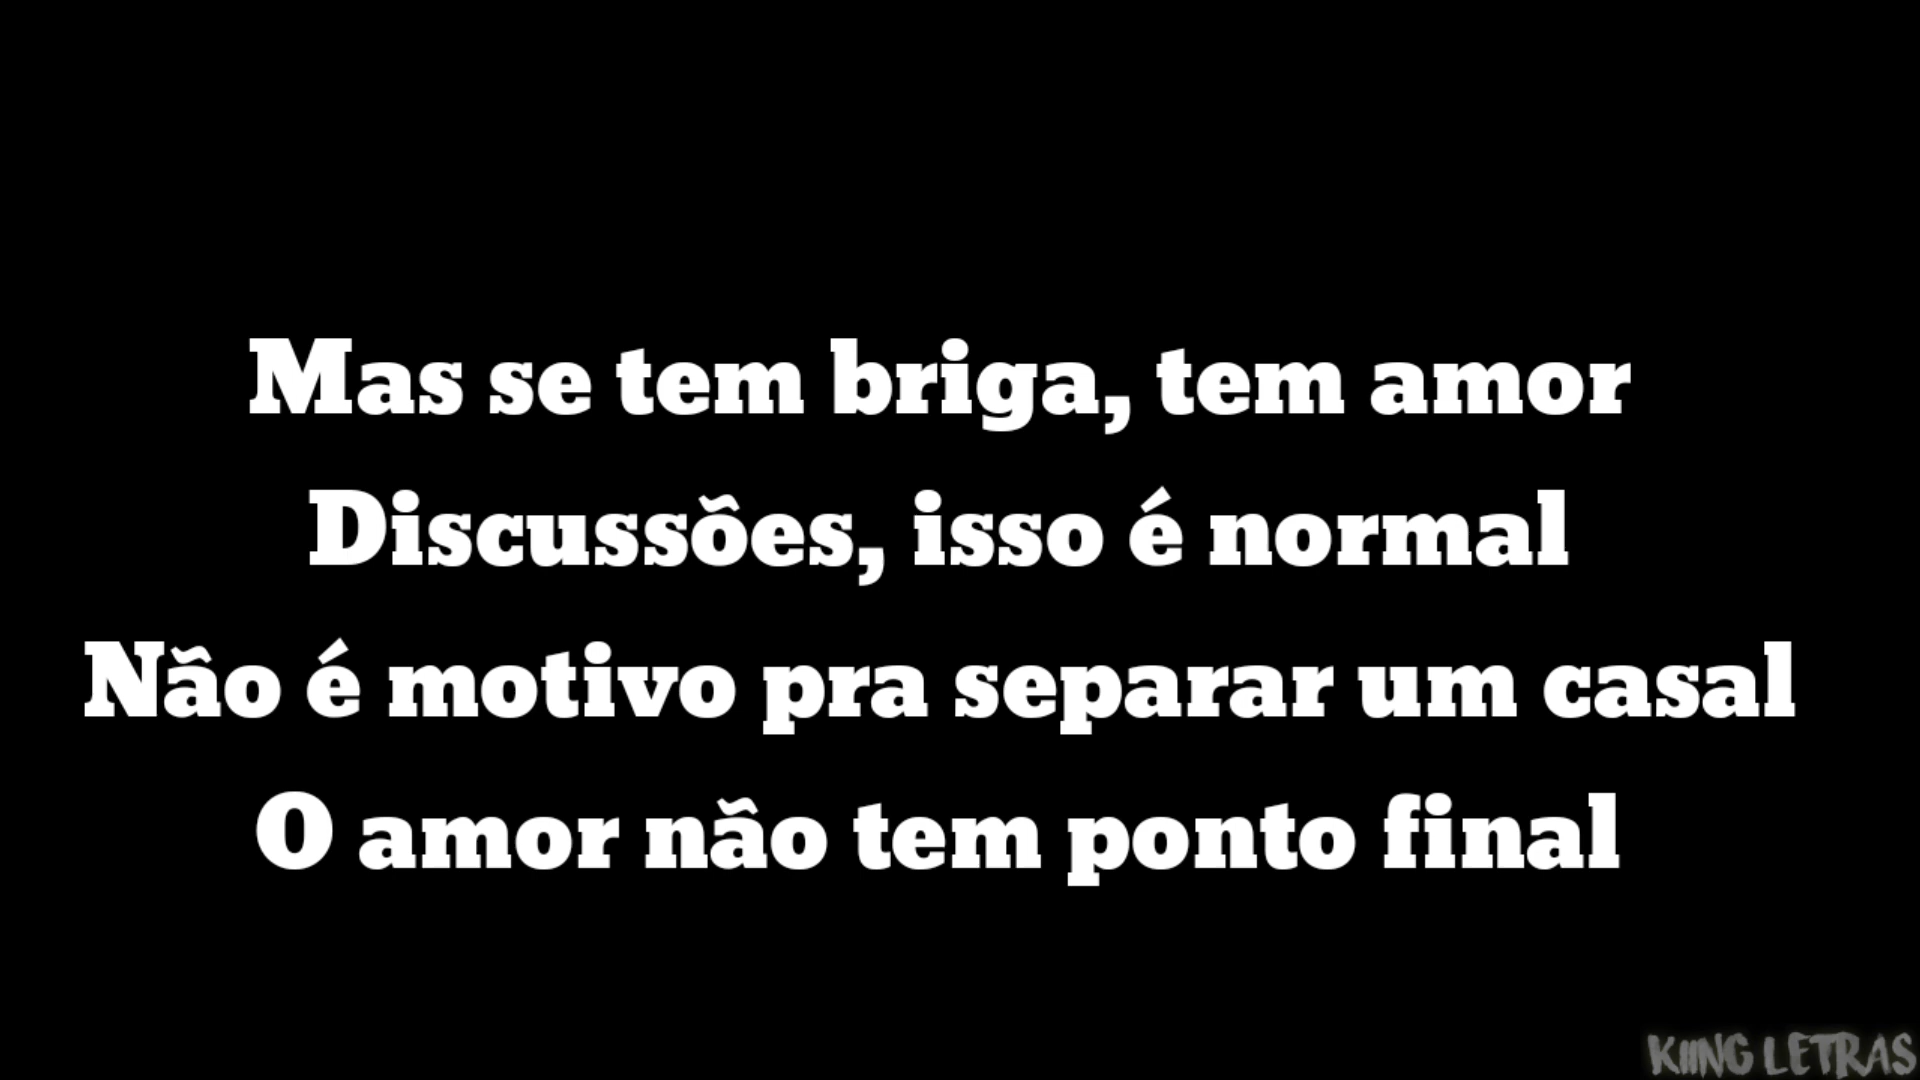 Mas se tem briga, tem amor
Discussões, isso é normal
Não é motivo pra separar um casal
O amor não tem ponto final
KIING LETRAS